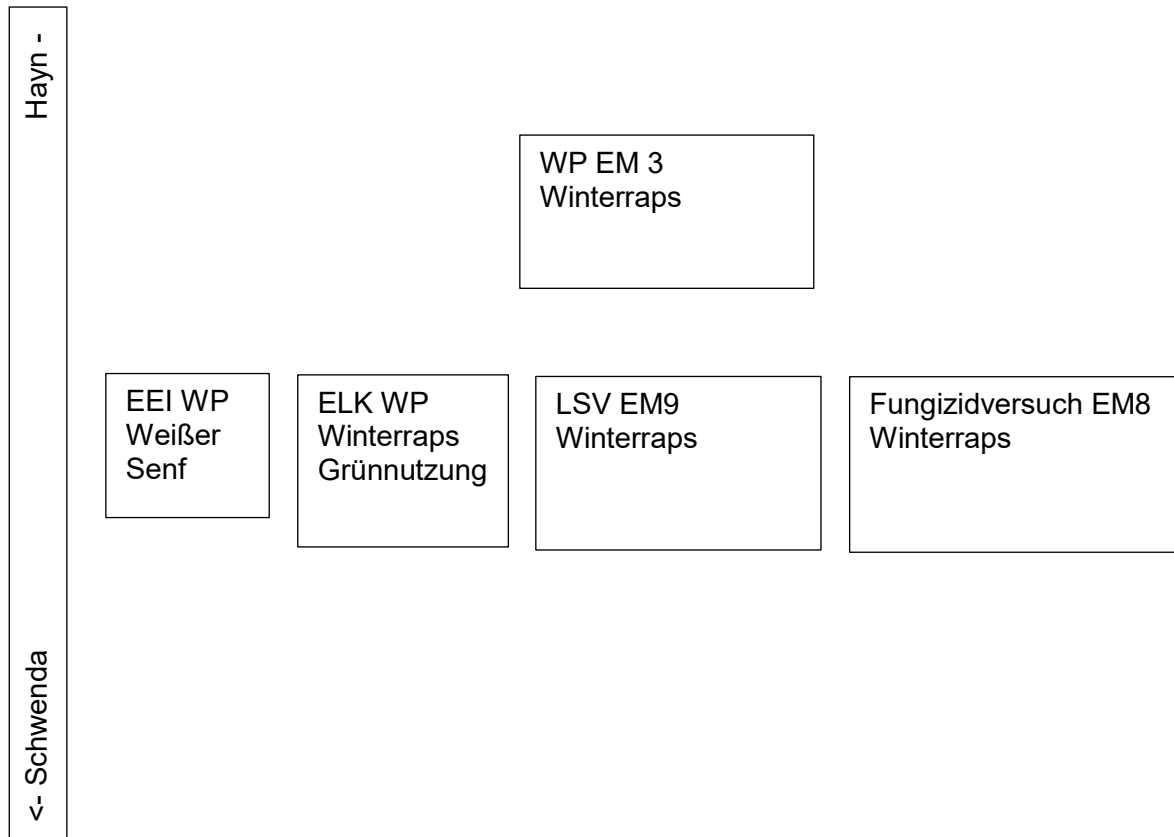 Hayn -
WP EM 3
Winterraps
EEI WP
Weißer
Senf
ELK WP
Winterraps
Grünnutzung
LSV EM9
Winterraps
Fungizidversuch EM8
Winterraps
<- Schwenda